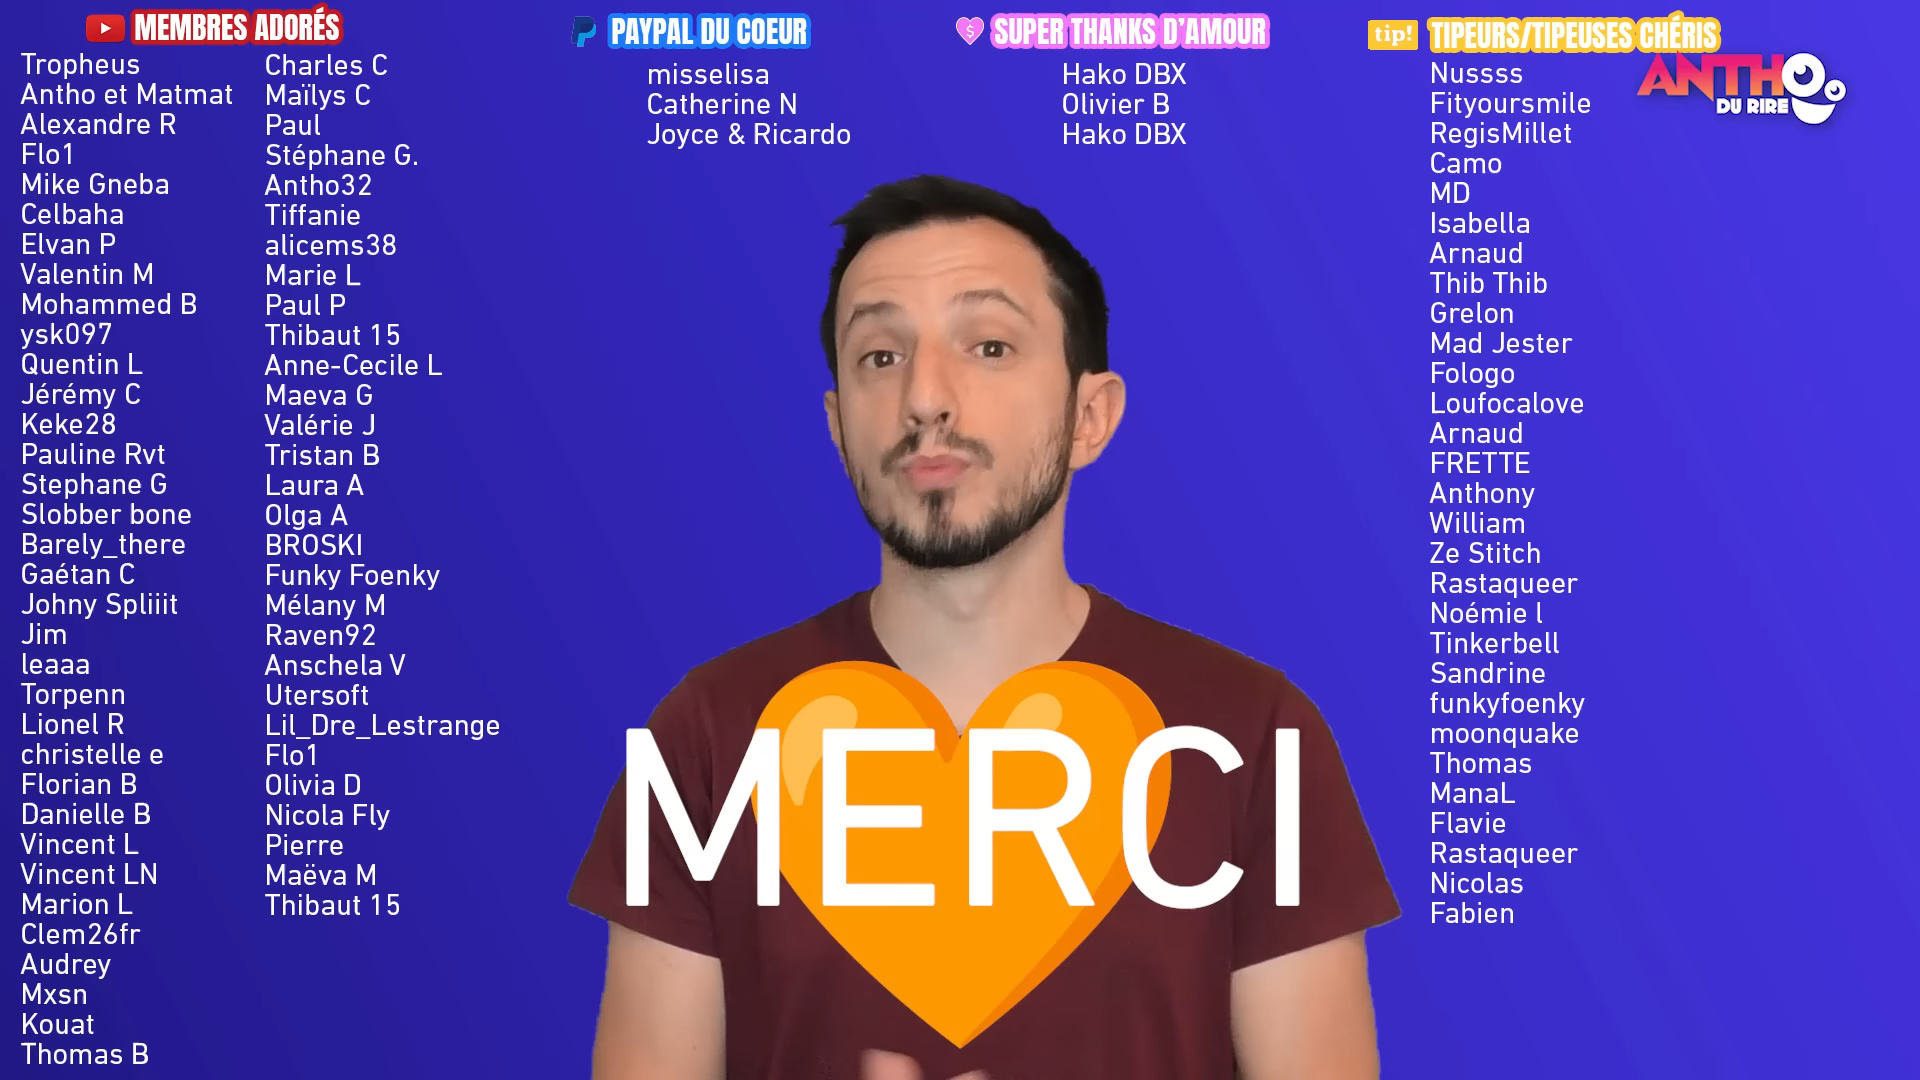 MEMBRES ADORÉS
Tropheus
Antho et Matmat
Alexandre R
Flo1
Mike Gneba
Celbaha
Elvan P
Valentin M
Mohammed B
ysk097
Quentin L
Jérémy C
Keke28
Pauline Rvt
Stephane G
Slobber bone
Barely_there
Gaétan C
Johny Spliiit
Jim
leaaa
Torpenn
Lionel R
christelle e
Florian B
Danielle B
Vincent L
Vincent LN
Marion L
Clem26fr
Audrey
Mxsn
Kouat
Thomas B
Charles C
Maïlys C
Paul
Stéphane G.
Antho32
Tiffanie
alicems38
Marie L
Paul P
Thibaut 15
Anne-Cecile L
Maeva G
Valérie J
Tristan B
Laura A
Olga A
BROSKI
Funky Foenky
Mélany M
Raven92
Anschela V
Utersoft
Lil_Dre_Lestrange
Flo1
Olivia D
Nicola Fly
Pierre
Maëva M
Thibaut 15
PAYPAL DU COEUR
misselisa
Catherine N
Joyce & Ricardo
SUPER THANKS D'AMOUR
Hako DBX
Olivier B
Hako DBX
tip! TIPEURS/TIPEUSES CHÉRIS
Nussss
Fityoursmile
RegisMillet
Camo
MD
Isabella
Arnaud
Thib Thib
Grelon
Mad Jester
Fologo
Loufocalove
Arnaud
FRETTE
Anthony
William
Ze Stitch
Rastaqueer
Noémie l
Tinkerbell
Sandrine
funkyfoenky
moonquake
Thomas
ManaL
Flavie
Rastaqueer
Nicolas
Fabien
ANTHO
DU RIRE
MERCI